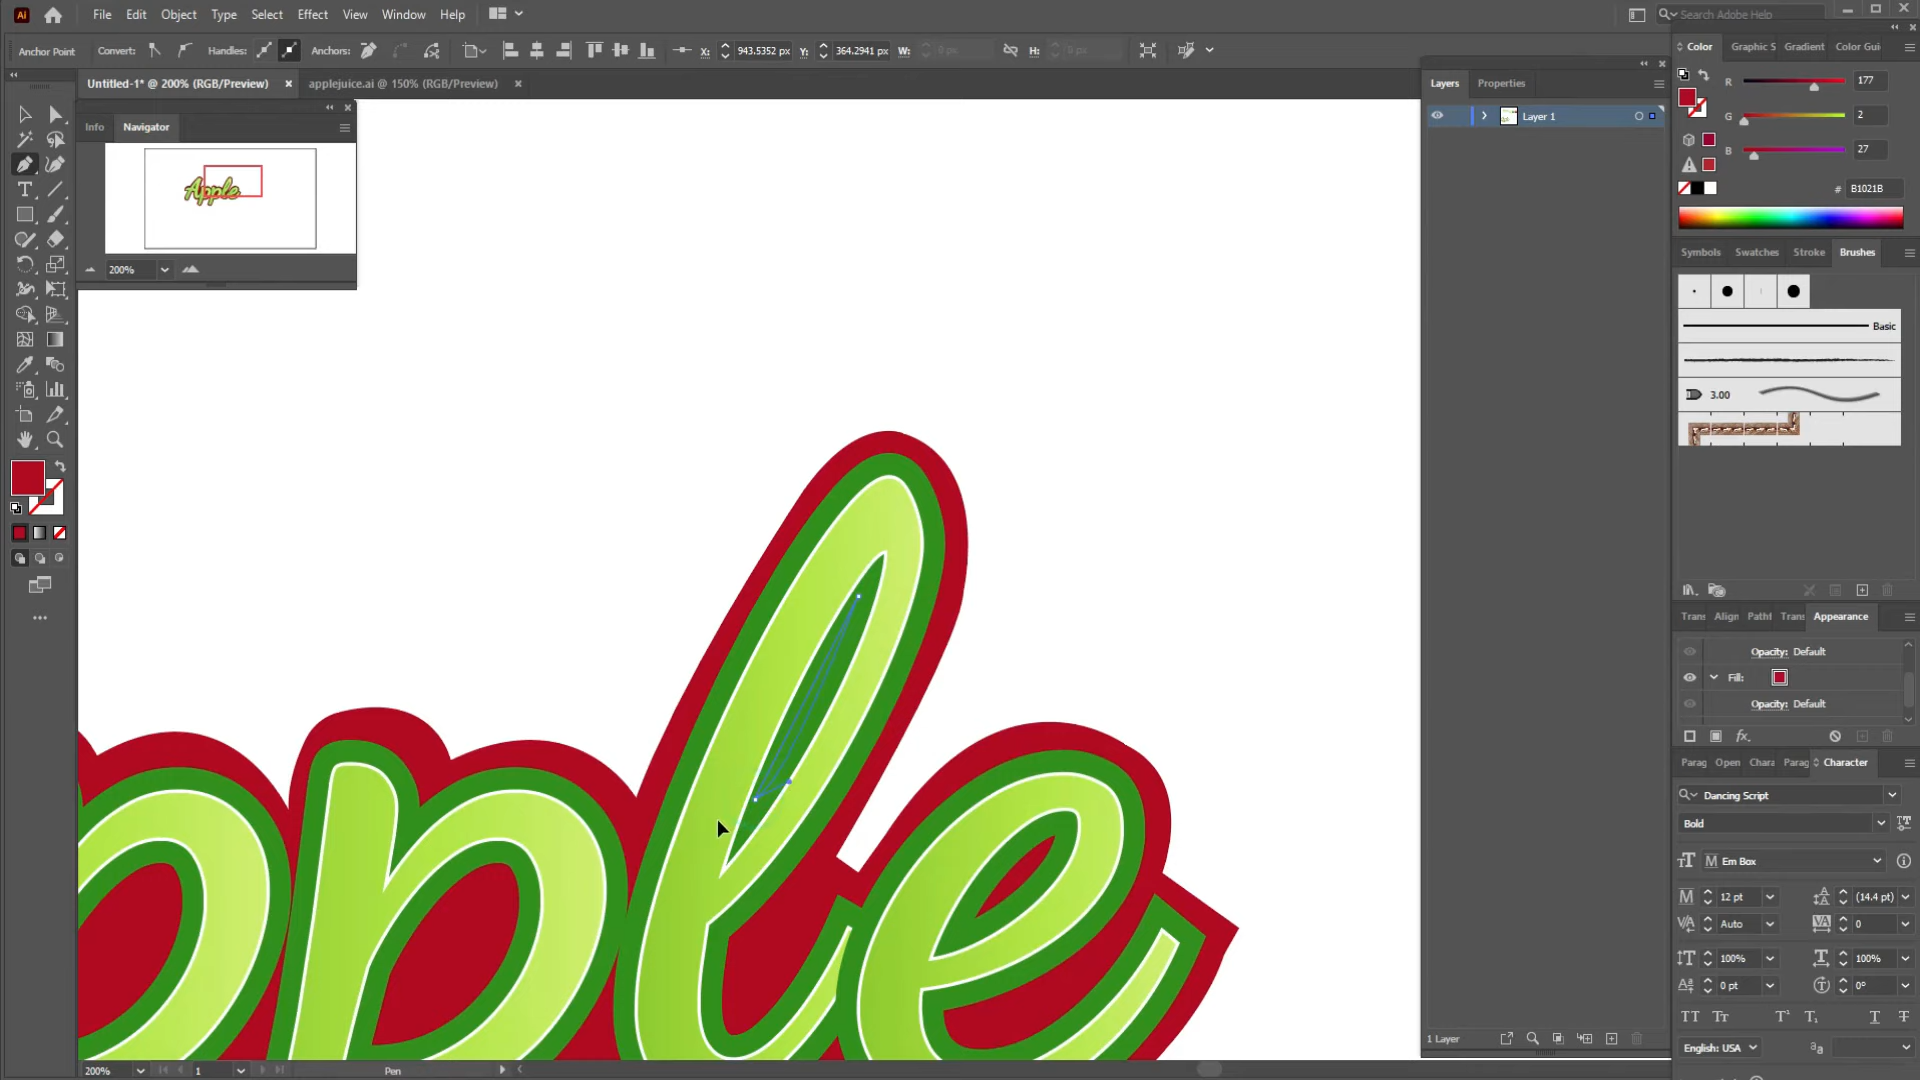 Ai File Edit Object Type Select Effect View Window Help Search Adobe Help
Anchor Point Convert: Handles: Anchors: X: 943.5352 px Y: 364.2941 px W: 0 px H: 0 px
Untitled-1* @ 200% (RGB/Preview) applejuice.ai @ 150% (RGB/Preview)
Info Navigator
Apple
200%
Layers Properties
Layer 1
Color Graphic S Gradient Color Gui
R 177
G 2
B 27
# B1021B
Symbols Swatches Stroke Brushes
Basic
3.00
Trans Align Pathf Trans Appearance
Opacity: Default
Fill:
Opacity: Default
Parag Open Chara Parag Character
Dancing Script
Bold
Em Box
12 pt (14.4 pt)
Auto 0
100% 100%
0 pt 0°
English: USA
pple
1 Layer
200% 1 Pen